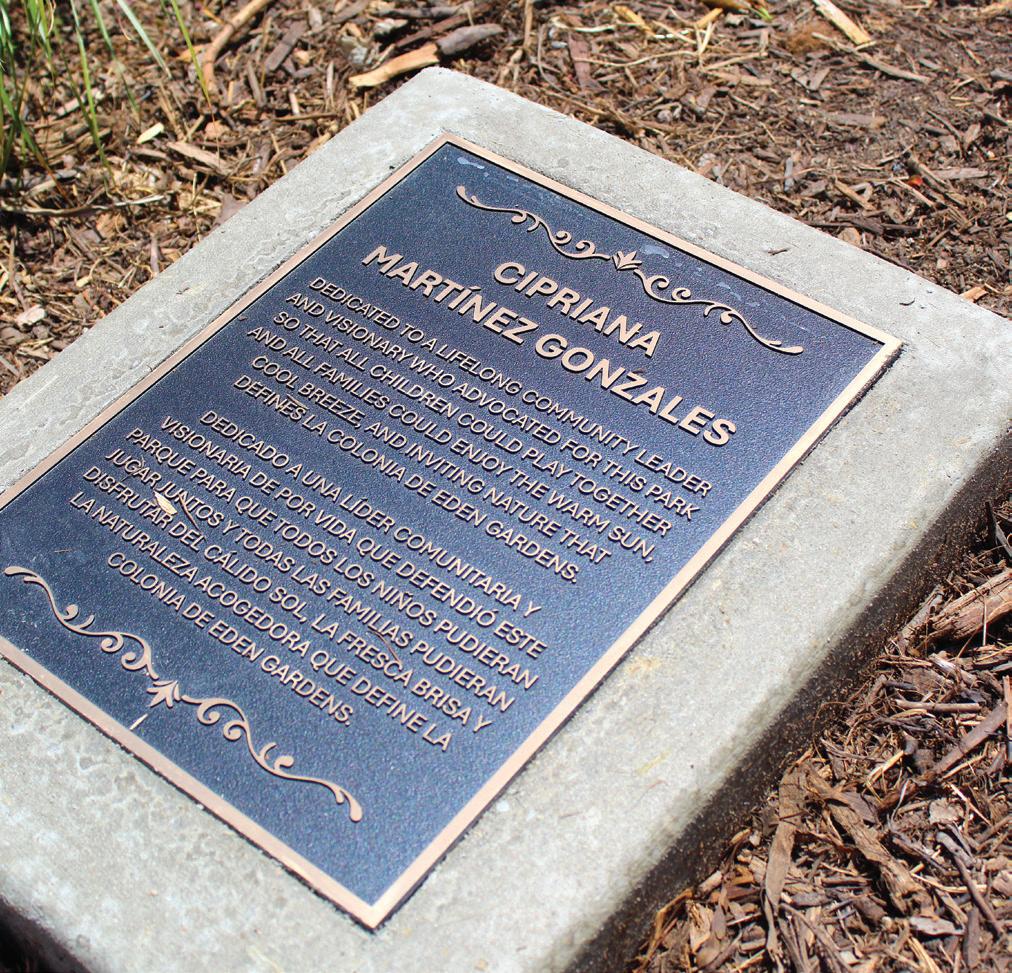 CIPRIANA
MARTÍNEZ GONZALES
DEDICATED TO A LIFELONG COMMUNITY LEADER
AND VISIONARY WHO ADVOCATED FOR THIS PARK
SO THAT ALL CHILDREN COULD PLAY TOGETHER
AND ALL FAMILIES COULD ENJOY THE WARM SUN,
COOL BREEZE, AND INVITING NATURE THAT
DEFINES LA COLONIA DE EDEN GARDENS.
DEDICADO A UNA LÍDER COMUNITARIA Y
VISIONARIA DE POR VIDA QUE DEFENDIÓ ESTE
PARQUE PARA QUE TODOS LOS NIÑOS PUDIERAN
JUGAR JUNTOS Y TODAS LAS FAMILIAS PUDIERAN
DISFRUTAR DEL CÁLIDO SOL, LA FRESCA BRISA Y
LA NATURALEZA ACOGEDORA QUE DEFINE LA
COLONIA DE EDEN GARDENS.